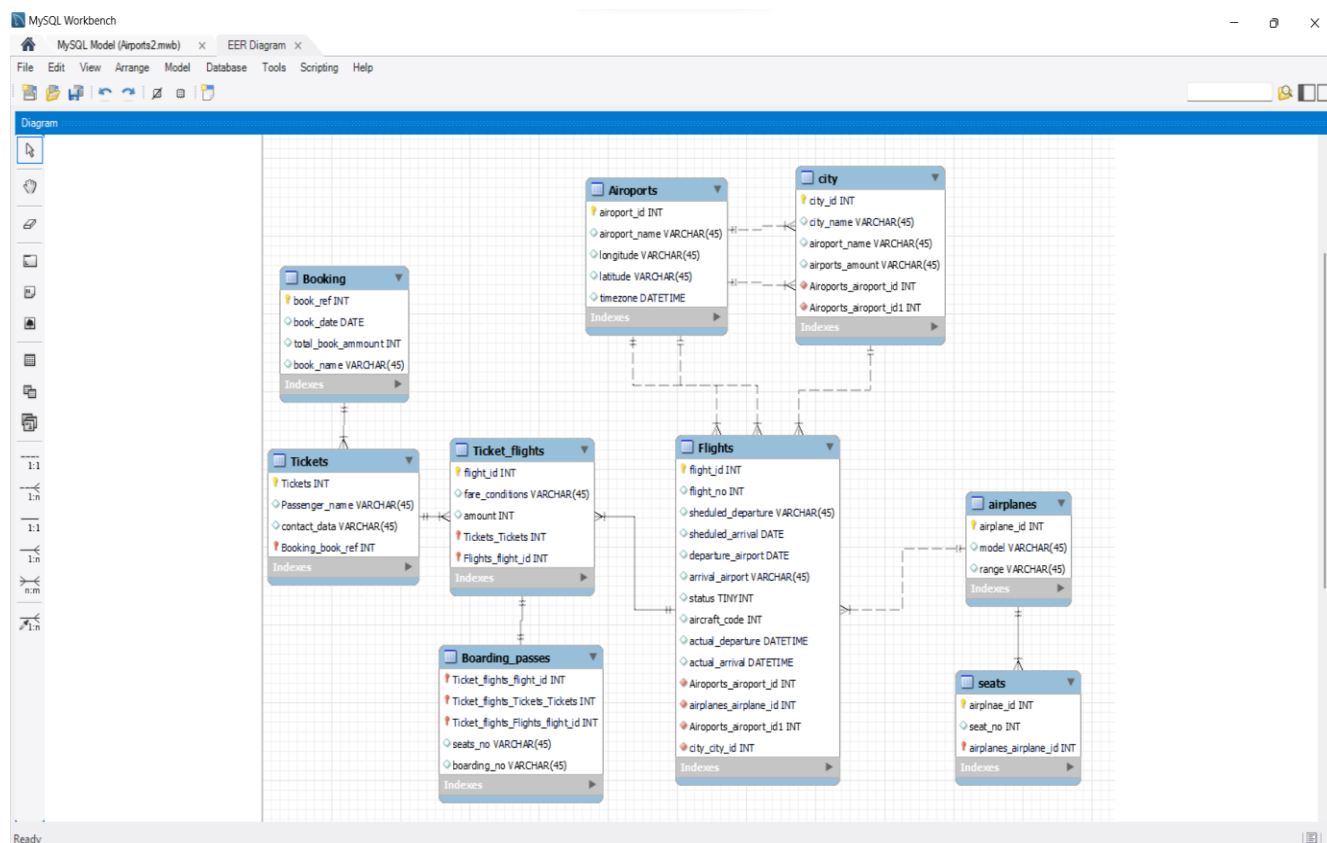 MySQL Workbench
MySQL Model (Airports2.mwb) × EER Diagram ×
File Edit View Arrange Model Database Tools Scripting Help
Diagram
1:1
1:n
1:1
1:n
n:m
1:n
Airoports
airoport_id INT
airoport_name VARCHAR(45)
longitude VARCHAR(45)
latitude VARCHAR(45)
timezone DATETIME
Indexes
city
city_id INT
city_name VARCHAR(45)
airoport_name VARCHAR(45)
airports_amount VARCHAR(45)
Airoports_airoport_id INT
Airoports_airoport_id1 INT
Indexes
Booking
book_ref INT
book_date DATE
total_book_ammount INT
book_name VARCHAR(45)
Indexes
Tickets
Tickets INT
Passenger_name VARCHAR(45)
contact_data VARCHAR(45)
Booking_book_ref INT
Indexes
Ticket_flights
flight_id INT
fare_conditions VARCHAR(45)
amount INT
Tickets_Tickets INT
Flights_flight_id INT
Indexes
Boarding_passes
Ticket_flights_flight_id INT
Ticket_flights_Tickets_Tickets INT
Ticket_flights_Flights_flight_id INT
seats_no VARCHAR(45)
boarding_no VARCHAR(45)
Indexes
Flights
flight_id INT
flight_no INT
sheduled_departure VARCHAR(45)
sheduled_arrival DATE
departure_airport DATE
arrival_airport VARCHAR(45)
status TINYINT
aircraft_code INT
actual_departure DATETIME
actual_arrival DATETIME
Airoports_airoport_id INT
airplanes_airplane_id INT
Airoports_airoport_id1 INT
city_city_id INT
Indexes
airplanes
airplane_id INT
model VARCHAR(45)
range VARCHAR(45)
Indexes
seats
airplnae_id INT
seat_no INT
airplanes_airplane_id INT
Indexes
Ready